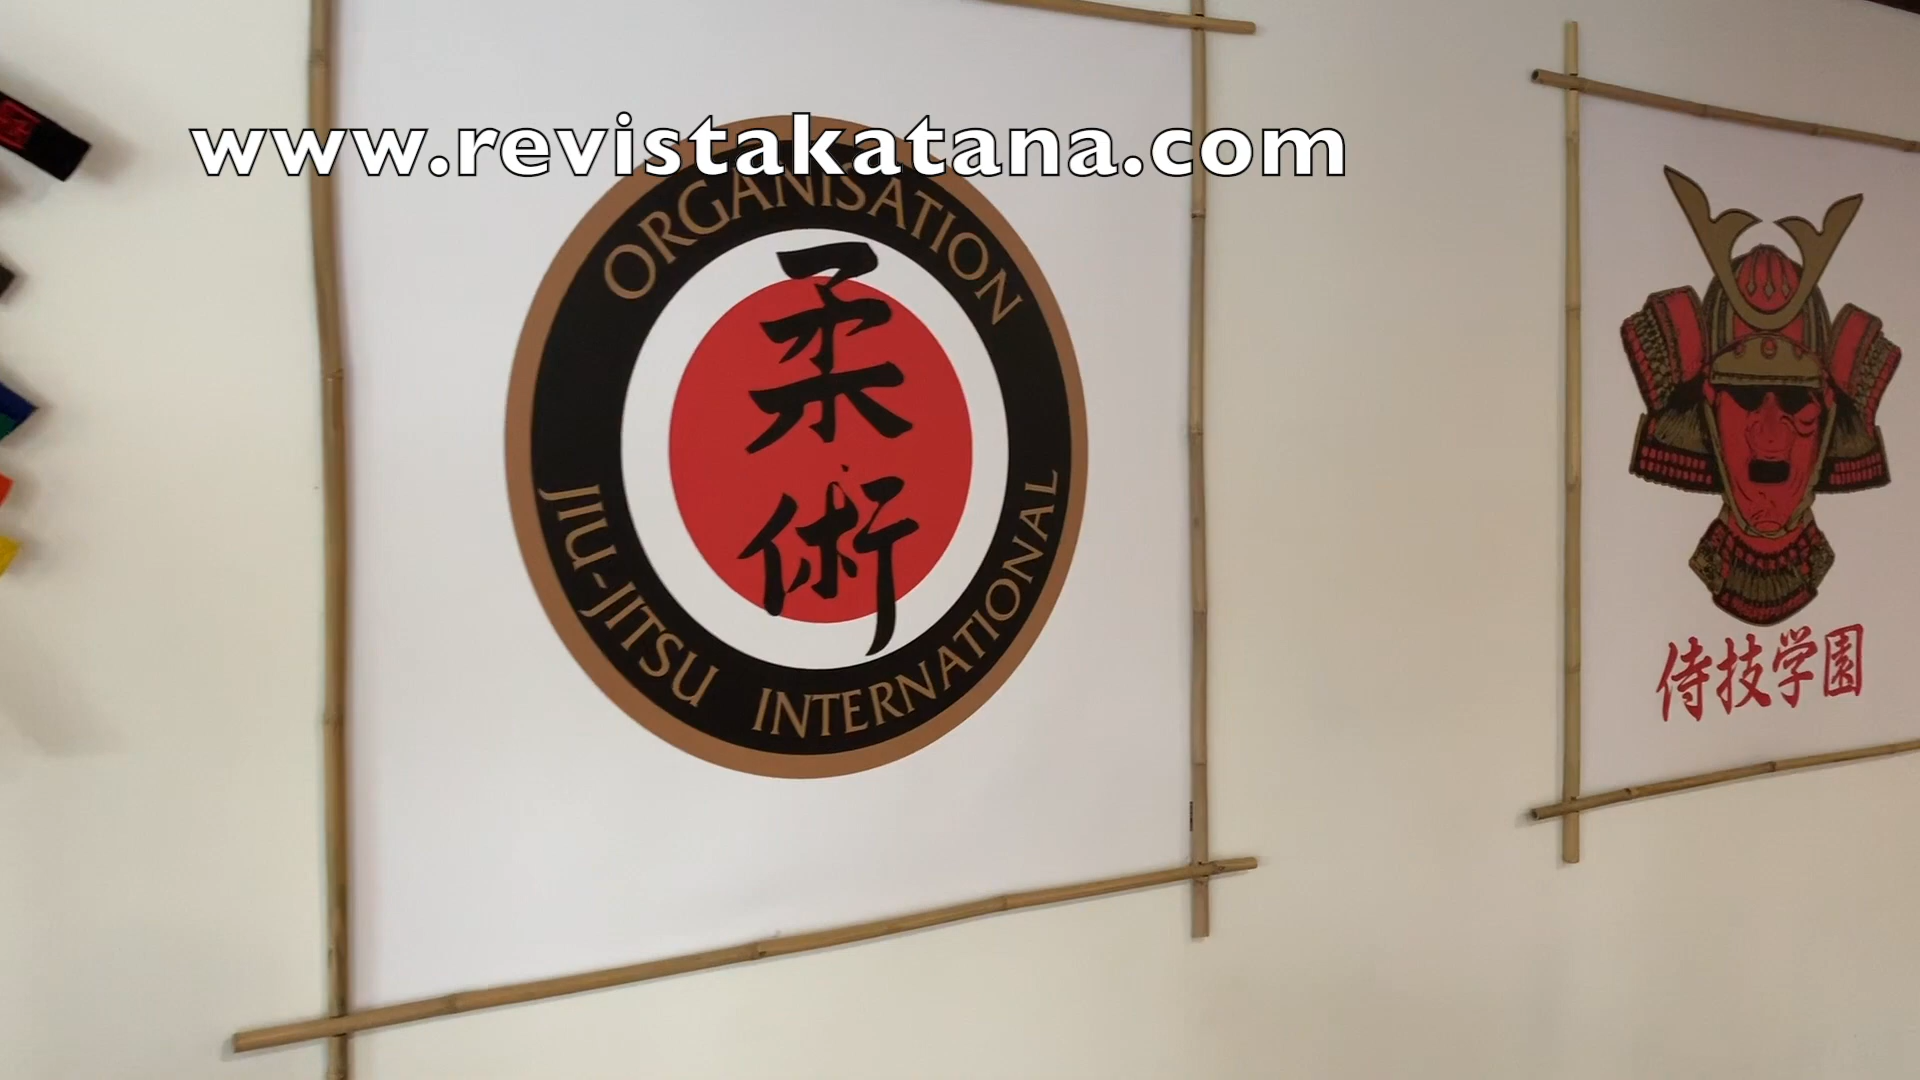 www.revistakatana.com
ORGANISATION
柔術
JIU-JITSU INTERNATIONAL
侍技学園